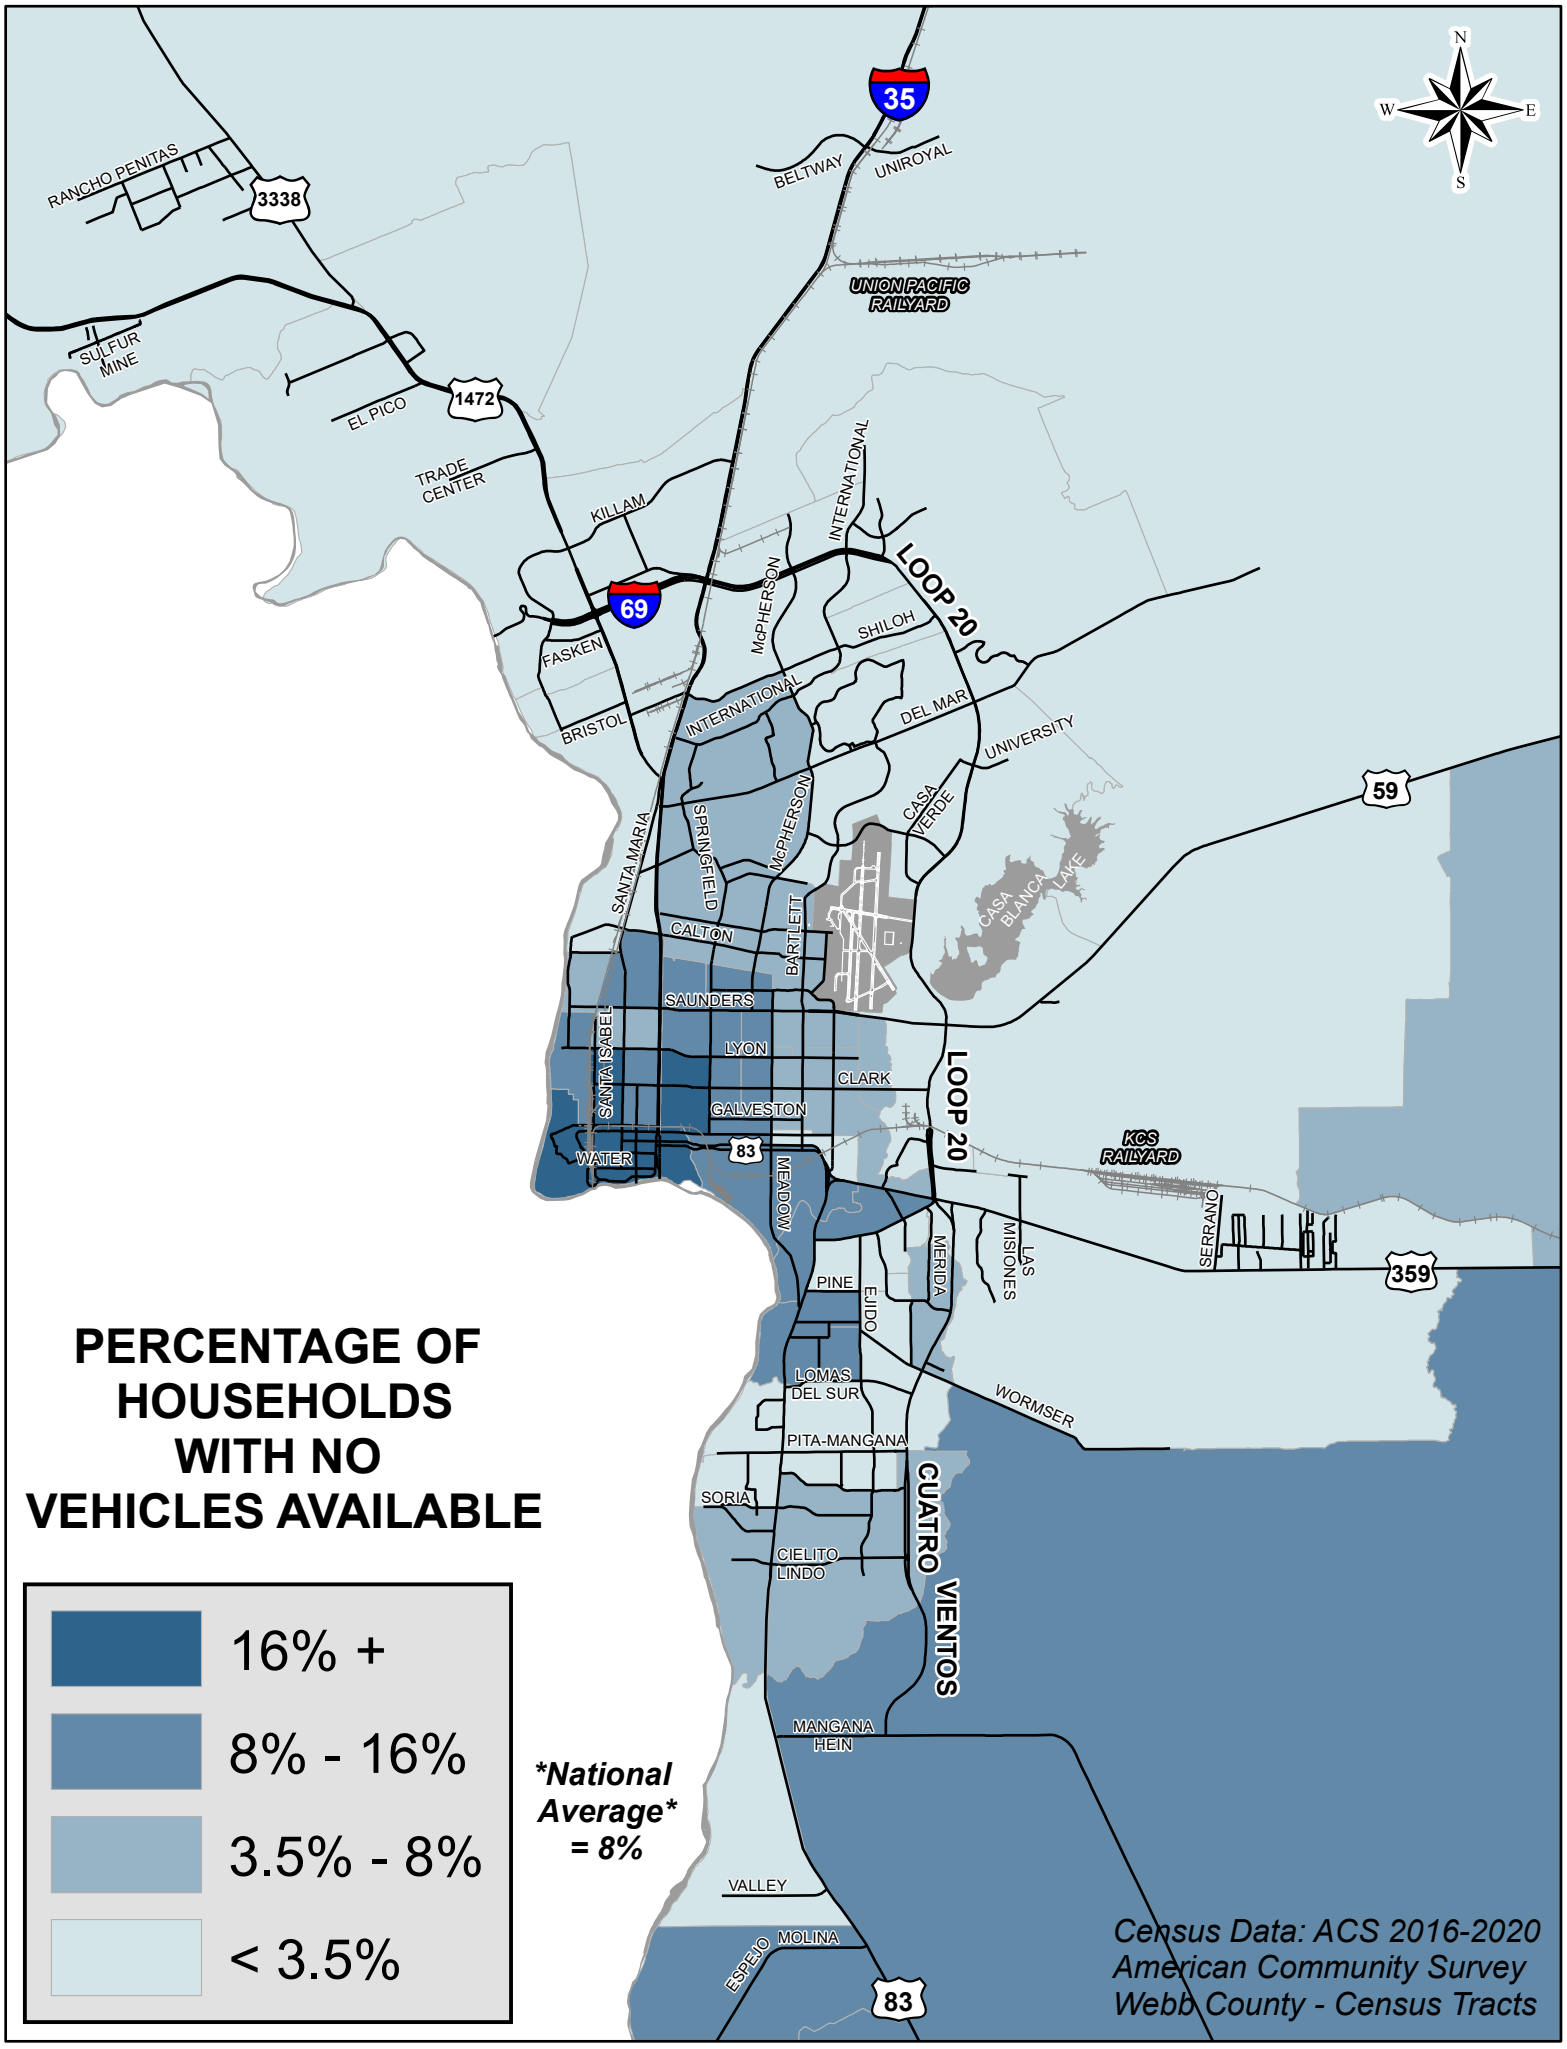 35
N
W
E
S
BELTWAY
UNIROYAL
RANCHO PENITAS
3338
UNION PACIFIC
RAILYARD
SULFUR
MINE
EL PICO
1472
TRADE
CENTER
INTERNATIONAL
KILLAM
LOOP 20
McPHERSON
69
SHILOH
FASKEN
INTERNATIONAL
DEL MAR
BRISTOL
UNIVERSITY
59
CASA
VERDE
SANTA MARIA
SPRINGFIELD
McPHERSON
CASA
BLANCA
LAKE
BARTLETT
CALTON
SAUNDERS
SANTA ISABEL
LYON
LOOP 20
CLARK
GALVESTON
KCS
RAILYARD
83
WATER
MEADOW
SERRANO
MERIDA
LAS
MISIONES
359
PINE
EJIDO
PERCENTAGE OF
HOUSEHOLDS
WITH NO
VEHICLES AVAILABLE
LOMAS
DEL SUR
WORMSER
PITA-MANGANA
CUATRO VIENTOS
SORIA
CIELITO
LINDO
16% +
8% - 16%
3.5% - 8%
< 3.5%
MANGANA
HEIN
*National
Average*
= 8%
VALLEY
MOLINA
ESPEJO
83
Census Data: ACS 2016-2020
American Community Survey
Webb County - Census Tracts